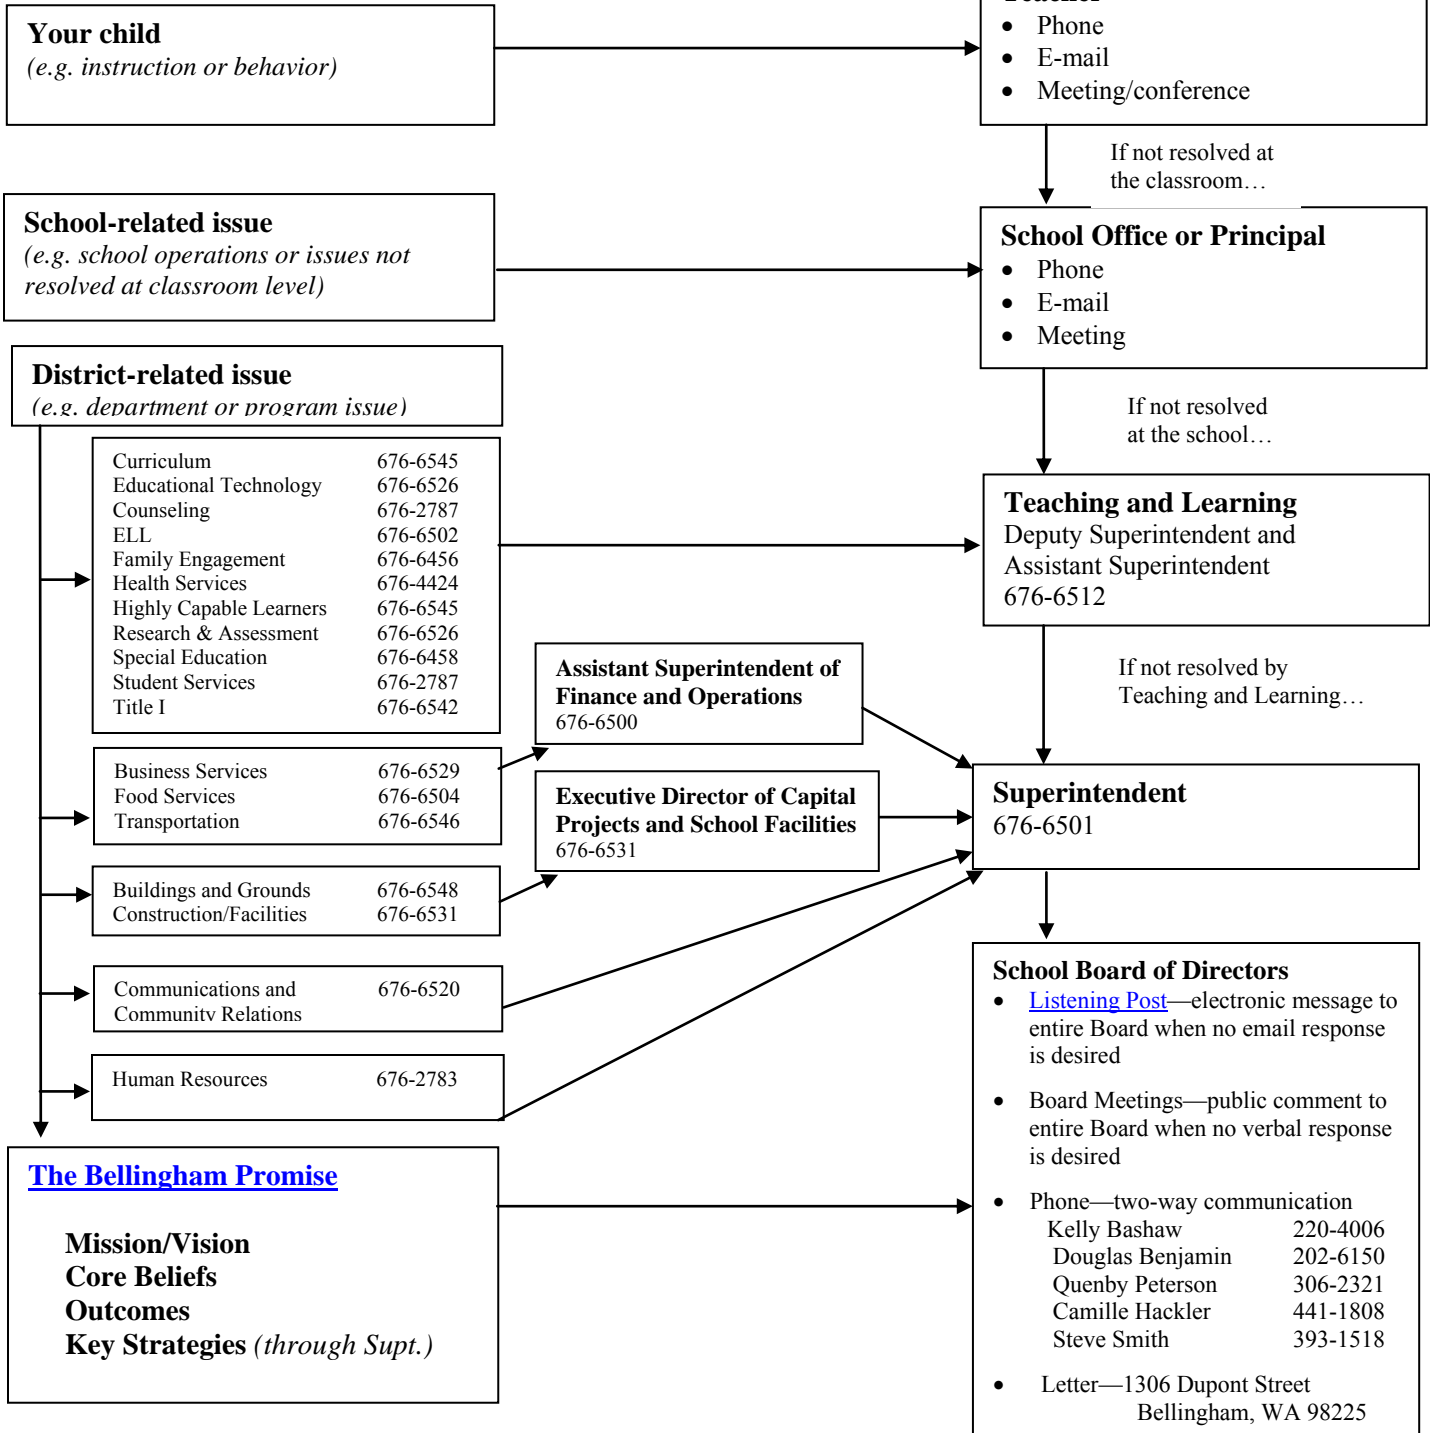 Your child
(e.g. instruction or behavior)
Teacher
• Phone
• E-mail
• Meeting/conference
If not resolved at
the classroom…
School-related issue
(e.g. school operations or issues not
resolved at classroom level)
School Office or Principal
• Phone
• E-mail
• Meeting
If not resolved
at the school…
District-related issue
(e.g. department or program issue)
Curriculum 676-6545
Educational Technology 676-6526
Counseling 676-2787
ELL 676-6502
Family Engagement 676-6456
Health Services 676-4424
Highly Capable Learners 676-6545
Research & Assessment 676-6526
Special Education 676-6458
Student Services 676-2787
Title I 676-6542
Teaching and Learning
Deputy Superintendent and
Assistant Superintendent
676-6512
If not resolved by
Teaching and Learning…
Business Services 676-6529
Food Services 676-6504
Transportation 676-6546
Assistant Superintendent of
Finance and Operations
676-6500
Executive Director of Capital
Projects and School Facilities
676-6531
Superintendent
676-6501
Buildings and Grounds 676-6548
Construction/Facilities 676-6531
Communications and 676-6520
Community Relations
Human Resources 676-2783
The Bellingham Promise
Mission/Vision
Core Beliefs
Outcomes
Key Strategies (through Supt.)
School Board of Directors
• Listening Post—electronic message to
entire Board when no email response
is desired
• Board Meetings—public comment to
entire Board when no verbal response
is desired
• Phone—two-way communication
Kelly Bashaw 220-4006
Douglas Benjamin 202-6150
Quenby Peterson 306-2321
Camille Hackler 441-1808
Steve Smith 393-1518
• Letter—1306 Dupont Street
Bellingham, WA 98225